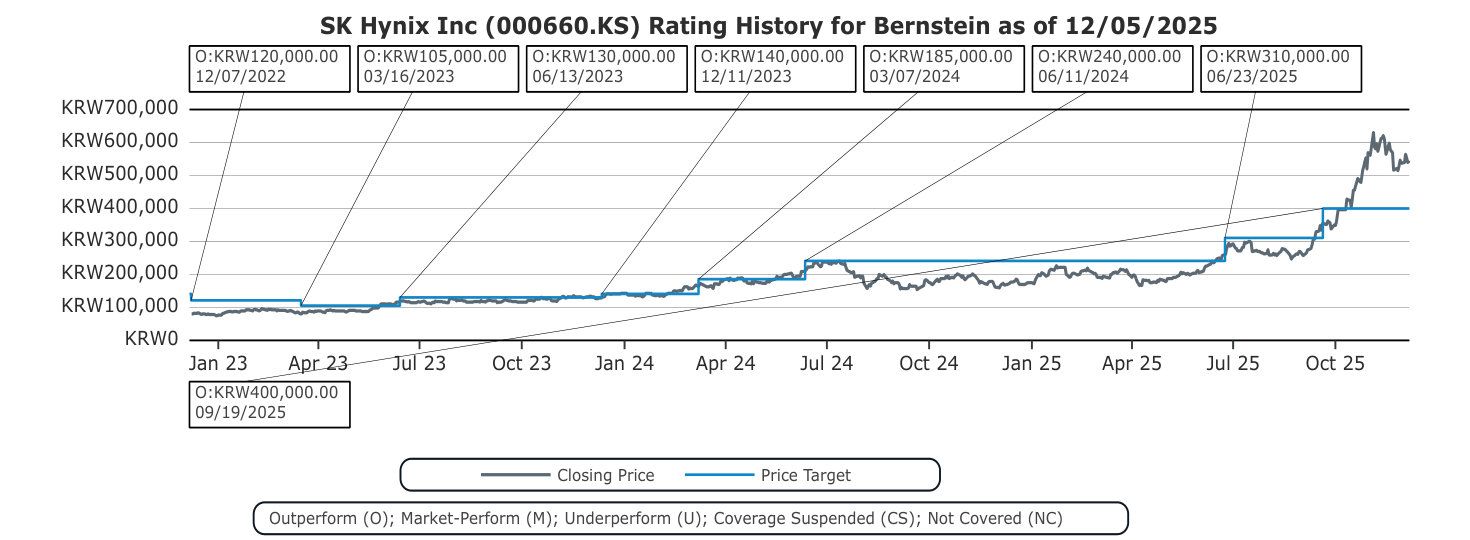 SK Hynix Inc (000660.KS) Rating History for Bernstein as of 12/05/2025
O:KRW120,000.00
12/07/2022
O:KRW105,000.00
03/16/2023
O:KRW130,000.00
06/13/2023
O:KRW140,000.00
12/11/2023
O:KRW185,000.00
03/07/2024
O:KRW240,000.00
06/11/2024
O:KRW310,000.00
06/23/2025
KRW700,000
KRW600,000
KRW500,000
KRW400,000
KRW300,000
KRW200,000
KRW100,000
KRW0
Jan 23 Apr 23 Jul 23 Oct 23 Jan 24 Apr 24 Jul 24 Oct 24 Jan 25 Apr 25 Jul 25 Oct 25
O:KRW400,000.00
09/19/2025
Closing Price Price Target
Outperform (O); Market-Perform (M); Underperform (U); Coverage Suspended (CS); Not Covered (NC)